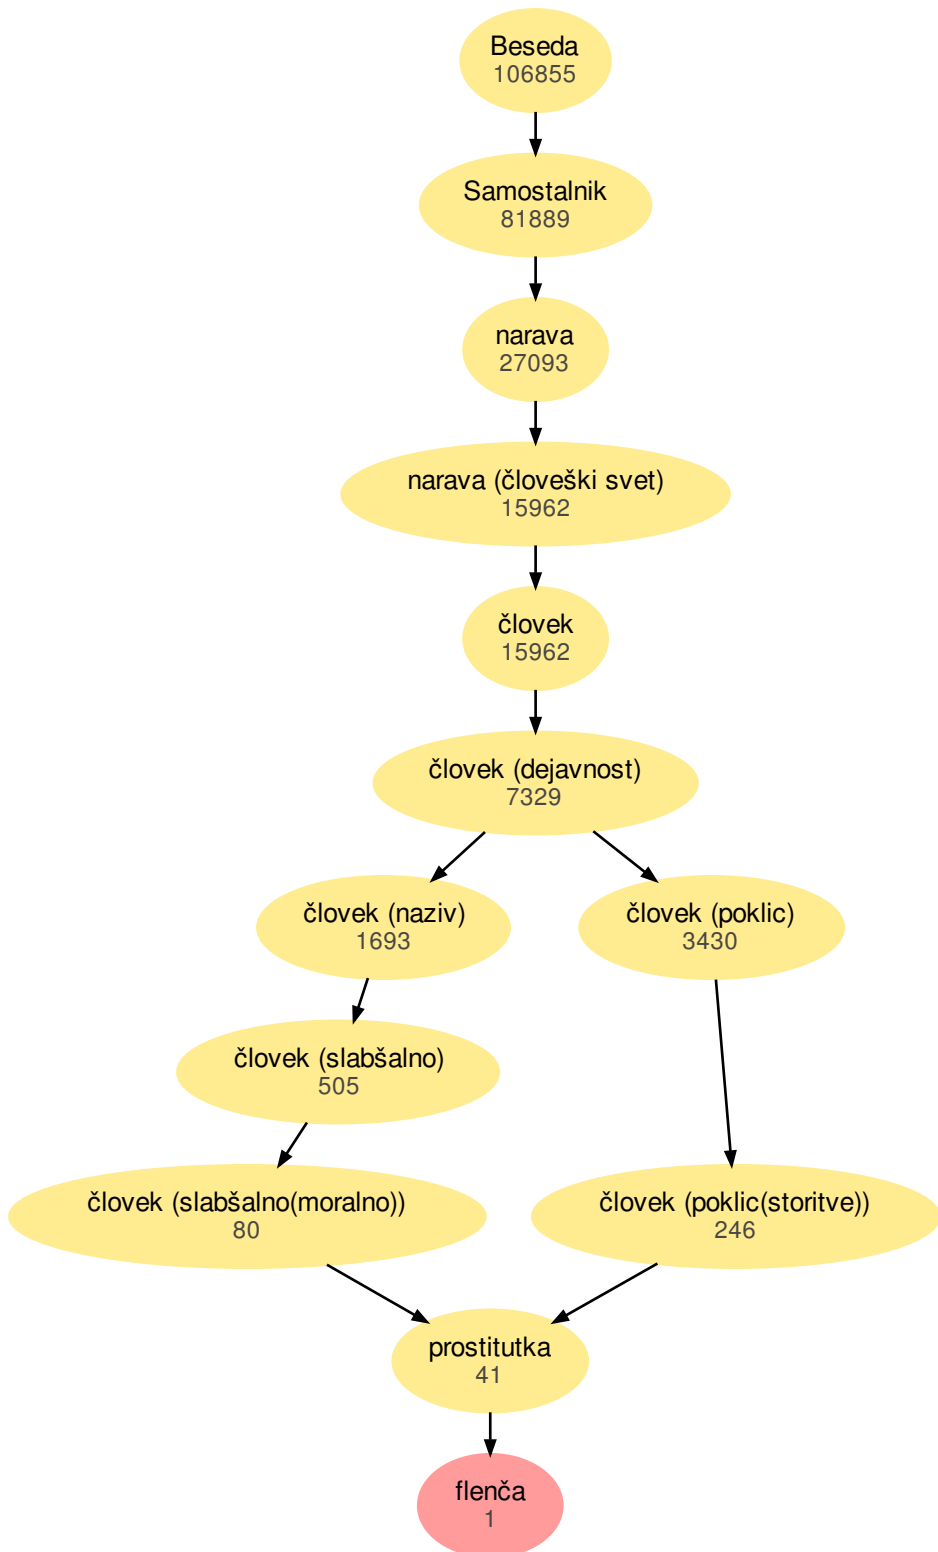 Beseda
106855
Samostalnik
81889
narava
27093
narava (človeški svet)
15962
človek
15962
človek (dejavnost)
7329
človek (naziv)
1693
človek (poklic)
3430
človek (slabšalno)
505
človek (slabšalno(moralno))
80
človek (poklic(storitve))
246
prostitutka
41
flenča
1